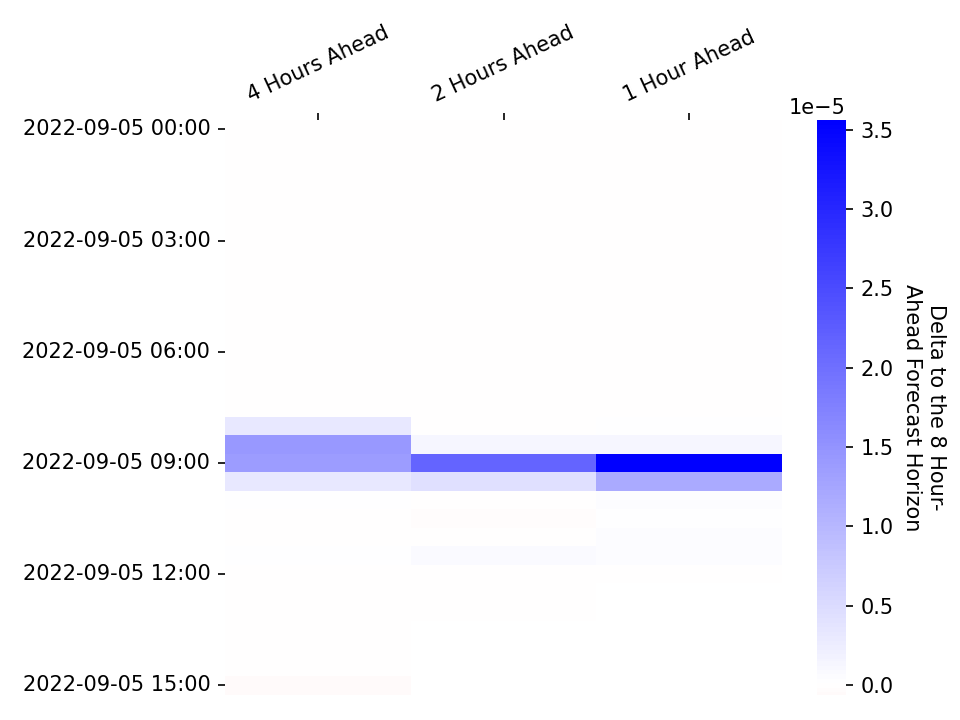 4 Hours Ahead
2 Hours Ahead
1 Hour Ahead
1e−5
2022-09-05 00:00
2022-09-05 03:00
2022-09-05 06:00
2022-09-05 09:00
2022-09-05 12:00
2022-09-05 15:00
3.5
3.0
2.5
2.0
1.5
1.0
0.5
0.0
Delta to the 8 Hour-
Ahead Forecast Horizon